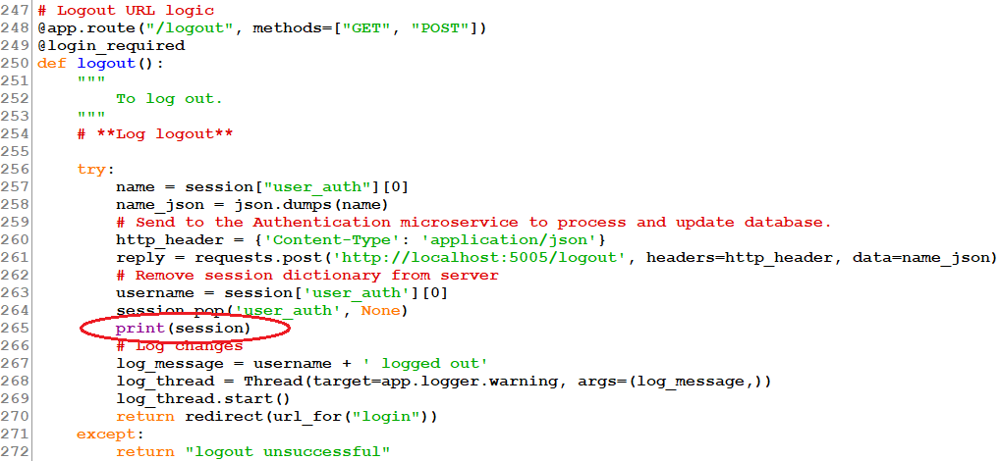 247 # Logout URL logic
248 @app.route("/logout", methods=["GET", "POST"])
249 @login_required
250 def logout():
251     """
252         To log out.
253     """
254     # **Log logout**
255
256     try:
257         name = session["user_auth"][0]
258         name_json = json.dumps(name)
259         # Send to the Authentication microservice to process and update database.
260         http_header = {'Content-Type': 'application/json'}
261         reply = requests.post('http://localhost:5005/logout', headers=http_header, data=name_json)
262         # Remove session dictionary from server
263         username = session['user_auth'][0]
264         session.pop('user_auth', None)
265         print(session)
266         # Log changes
267         log_message = username + ' logged out'
268         log_thread = Thread(target=app.logger.warning, args=(log_message,))
269         log_thread.start()
270         return redirect(url_for("login"))
271     except:
272         return "logout unsuccessful"